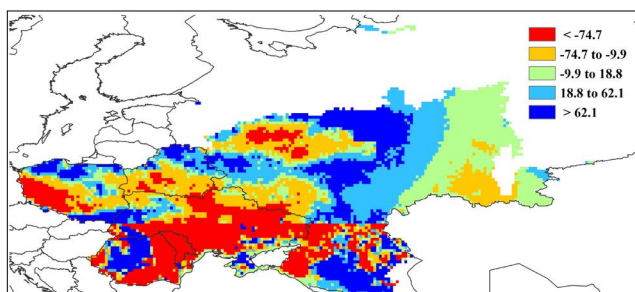 < -74.7
-74.7 to -9.9
-9.9 to 18.8
18.8 to 62.1
> 62.1